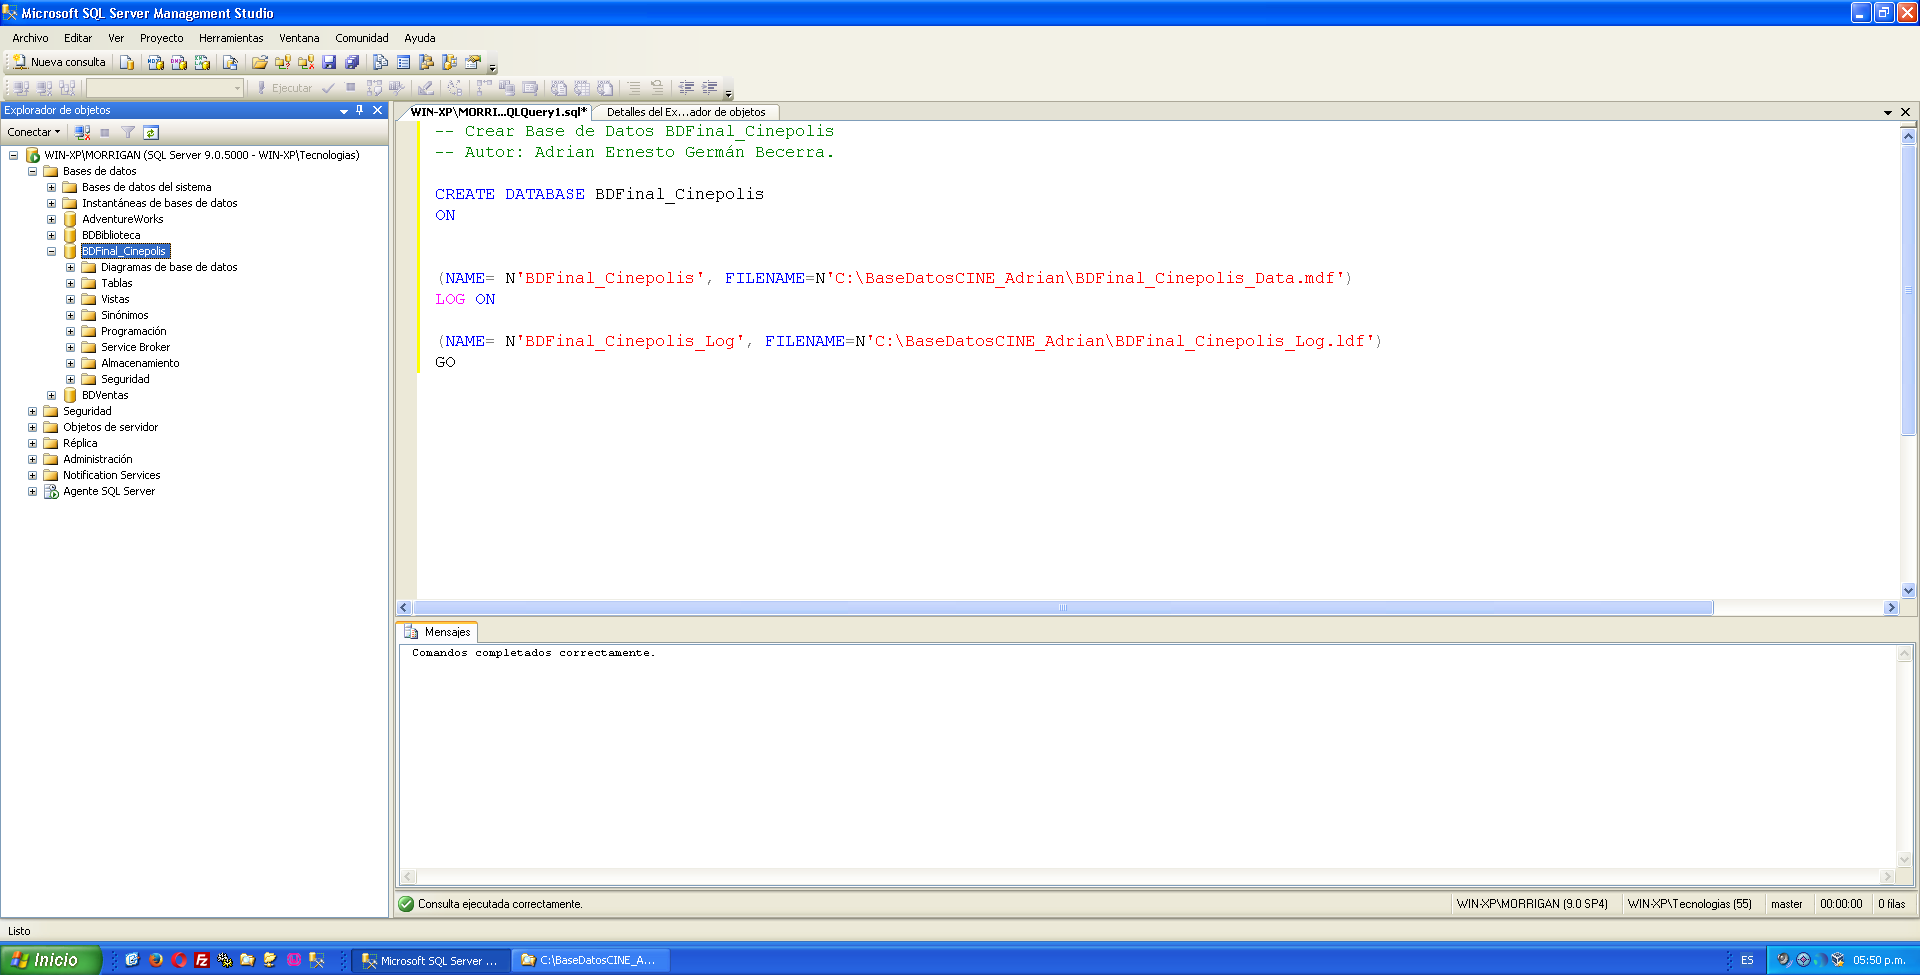 Microsoft SQL Server Management Studio
Archivo Editar Ver Proyecto Herramientas Ventana Comunidad Ayuda
Nueva consulta
Ejecutar
Explorador de objetos
Conectar
WIN-XP\MORRIGAN (SQL Server 9.0.5000 - WIN-XP\Tecnologias)
Bases de datos
Bases de datos del sistema
Instantáneas de bases de datos
AdventureWorks
BDBiblioteca
BDFinal_Cinepolis
Diagramas de base de datos
Tablas
Vistas
Sinónimos
Programación
Service Broker
Almacenamiento
Seguridad
BDVentas
Seguridad
Objetos de servidor
Réplica
Administración
Notification Services
Agente SQL Server
WIN-XP\MORRI...QLQuery1.sql* Detalles del Ex...ador de objetos
-- Crear Base de Datos BDFinal_Cinepolis
-- Autor: Adrian Ernesto Germán Becerra.
CREATE DATABASE BDFinal_Cinepolis
ON
(NAME= N'BDFinal_Cinepolis', FILENAME=N'C:\BaseDatosCINE_Adrian\BDFinal_Cinepolis_Data.mdf')
LOG ON
(NAME= N'BDFinal_Cinepolis_Log', FILENAME=N'C:\BaseDatosCINE_Adrian\BDFinal_Cinepolis_Log.ldf')
GO
Mensajes
Comandos completados correctamente.
Consulta ejecutada correctamente. WIN-XP\MORRIGAN (9.0 SP4) WIN-XP\Tecnologias (55) master 00:00:00 0 filas
Listo
Inicio Microsoft SQL Server ... C:\BaseDatosCINE_A... ES 05:50 p.m.